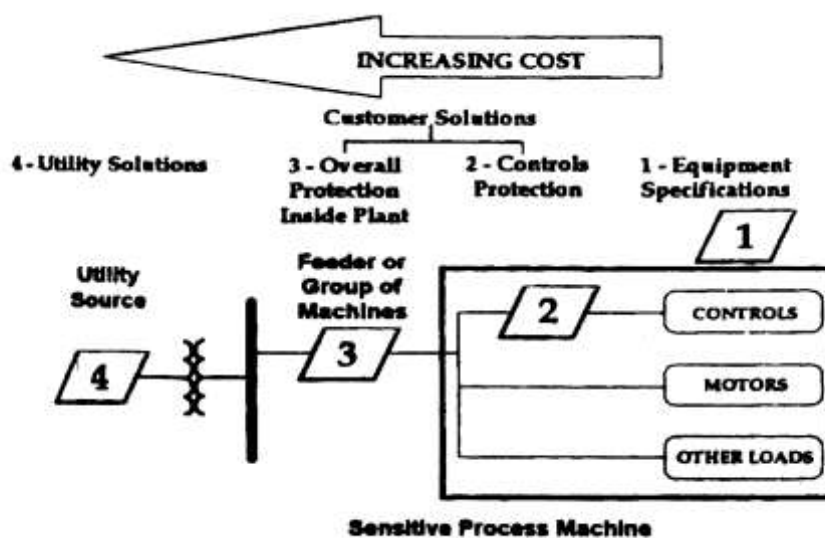 INCREASING COST
Customer Solutions
4 - Utility Solutions
3 - Overall
Protection
Inside Plant
2 - Controls
Protection
1 - Equipment
Specifications
1
Utility
Source
Feeder or
Group of
Machines
2
CONTROLS
4
3
MOTORS
OTHER LOADS
Sensitive Process Machine